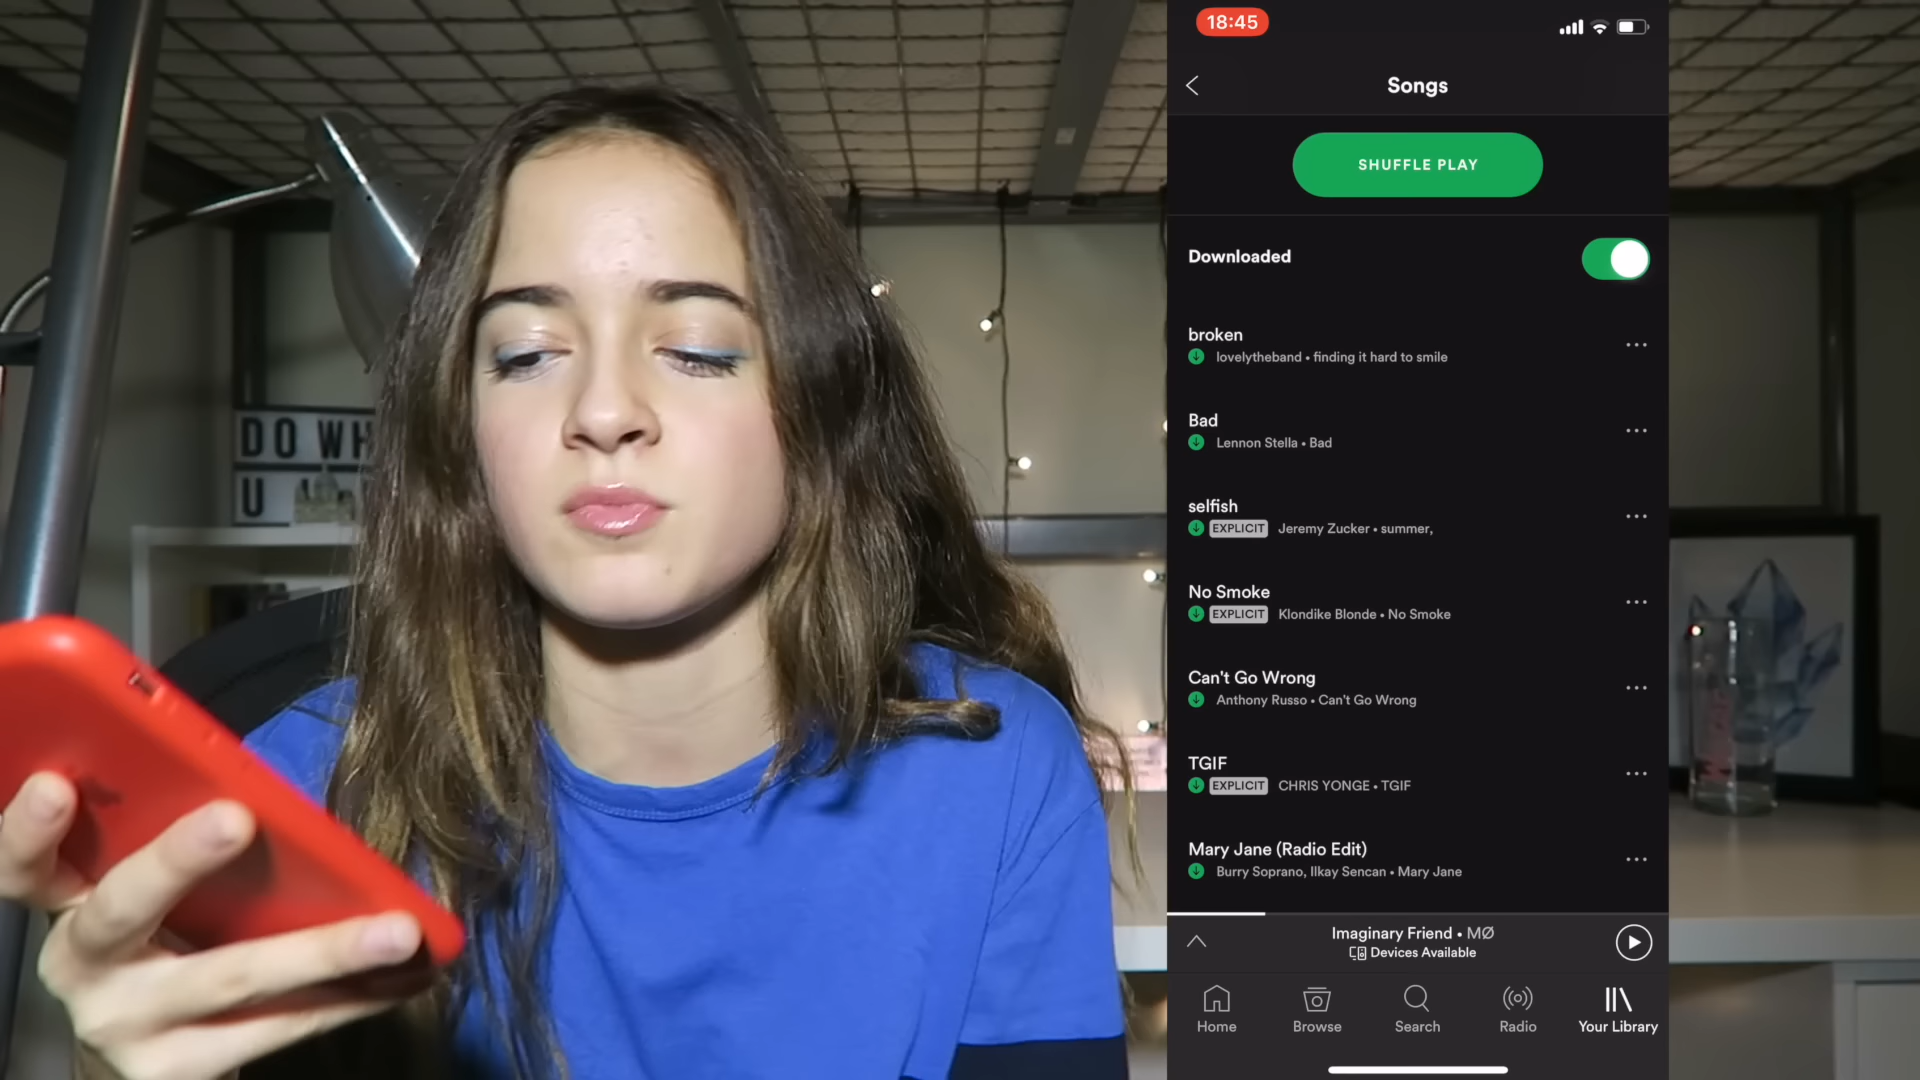 DO WH
U
18:45
Songs
SHUFFLE PLAY
Downloaded
broken
lovelytheband • finding it hard to smile
Bad
Lennon Stella • Bad
selfish
EXPLICIT Jeremy Zucker • summer,
No Smoke
EXPLICIT Klondike Blonde • No Smoke
Can't Go Wrong
Anthony Russo • Can't Go Wrong
TGIF
EXPLICIT CHRIS YONGE • TGIF
Mary Jane (Radio Edit)
Burry Soprano, Ilkay Sencan • Mary Jane
Imaginary Friend • MØ
Devices Available
Home Browse Search Radio Your Library